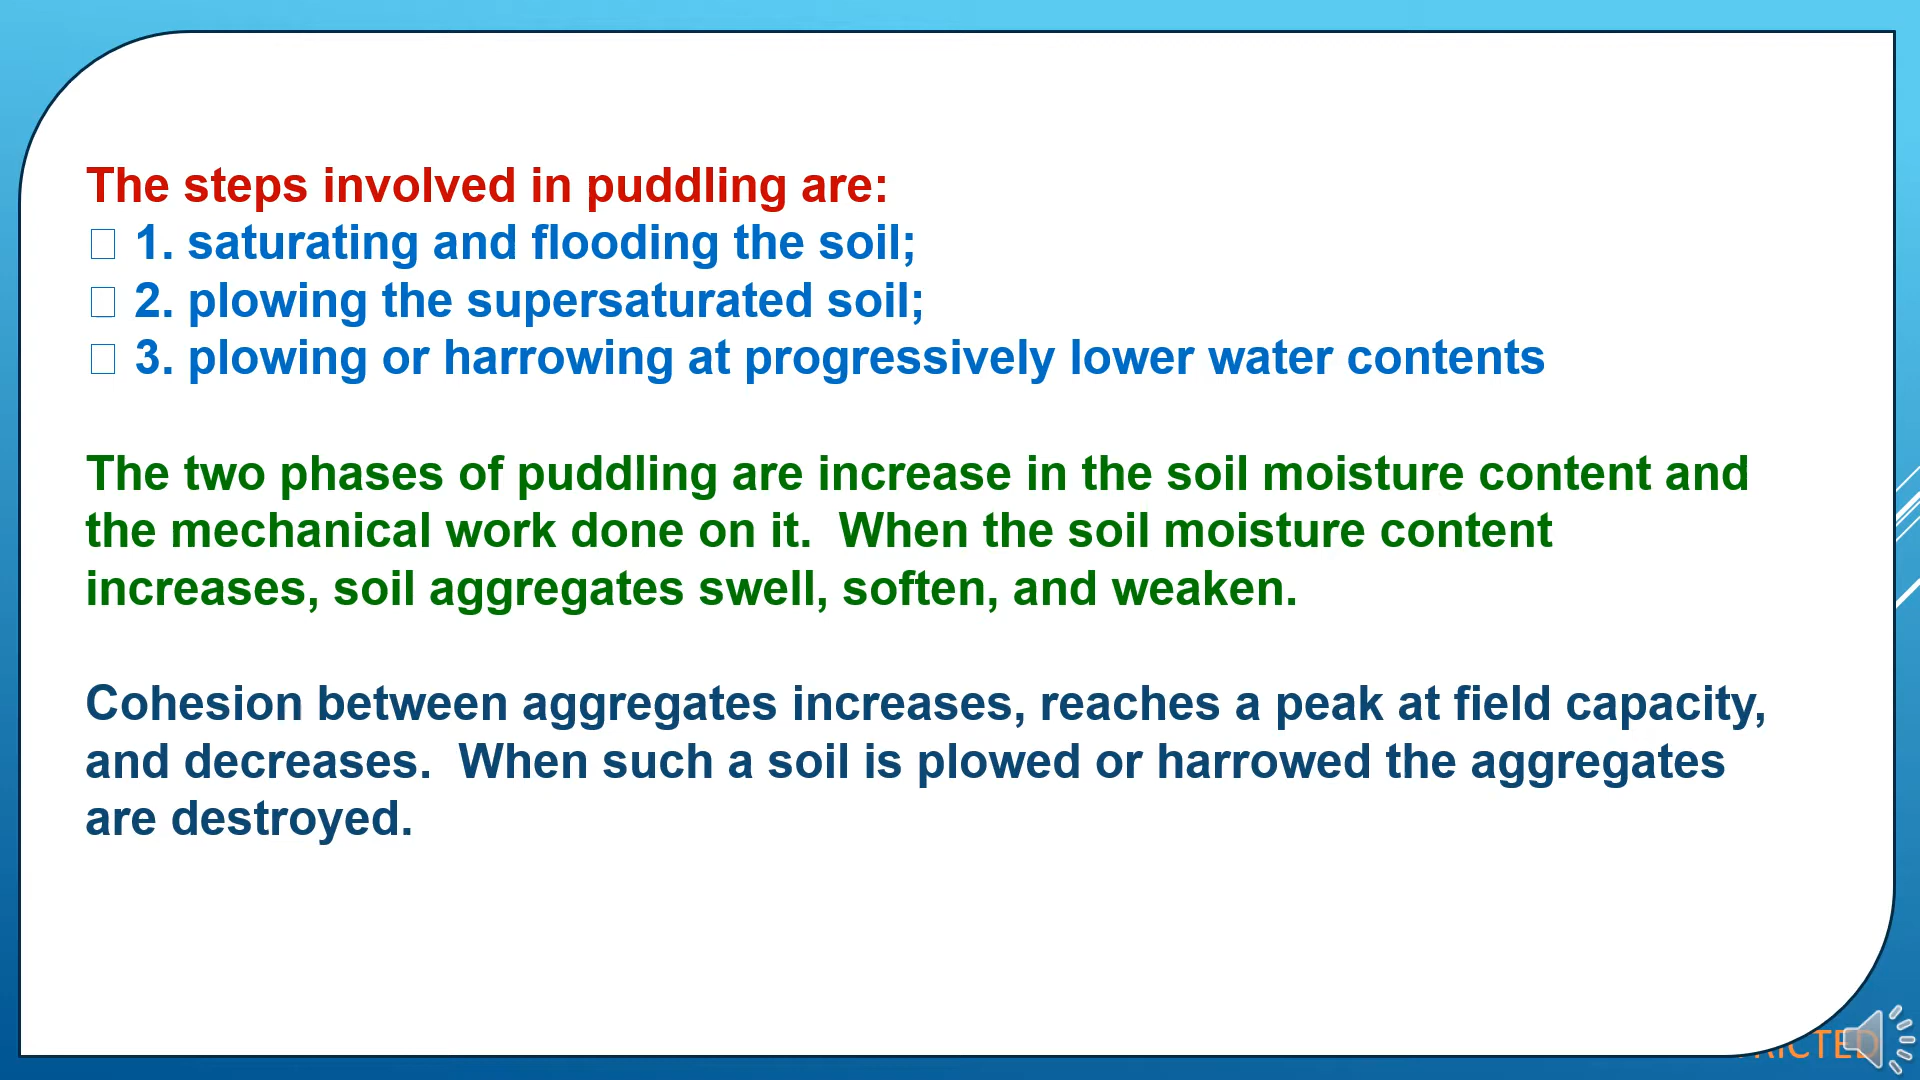 The steps involved in puddling are:
1. saturating and flooding the soil;
2. plowing the supersaturated soil;
3. plowing or harrowing at progressively lower water contents
The two phases of puddling are increase in the soil moisture content and
the mechanical work done on it.  When the soil moisture content
increases, soil aggregates swell, soften, and weaken.
Cohesion between aggregates increases, reaches a peak at field capacity,
and decreases.  When such a soil is plowed or harrowed the aggregates
are destroyed.